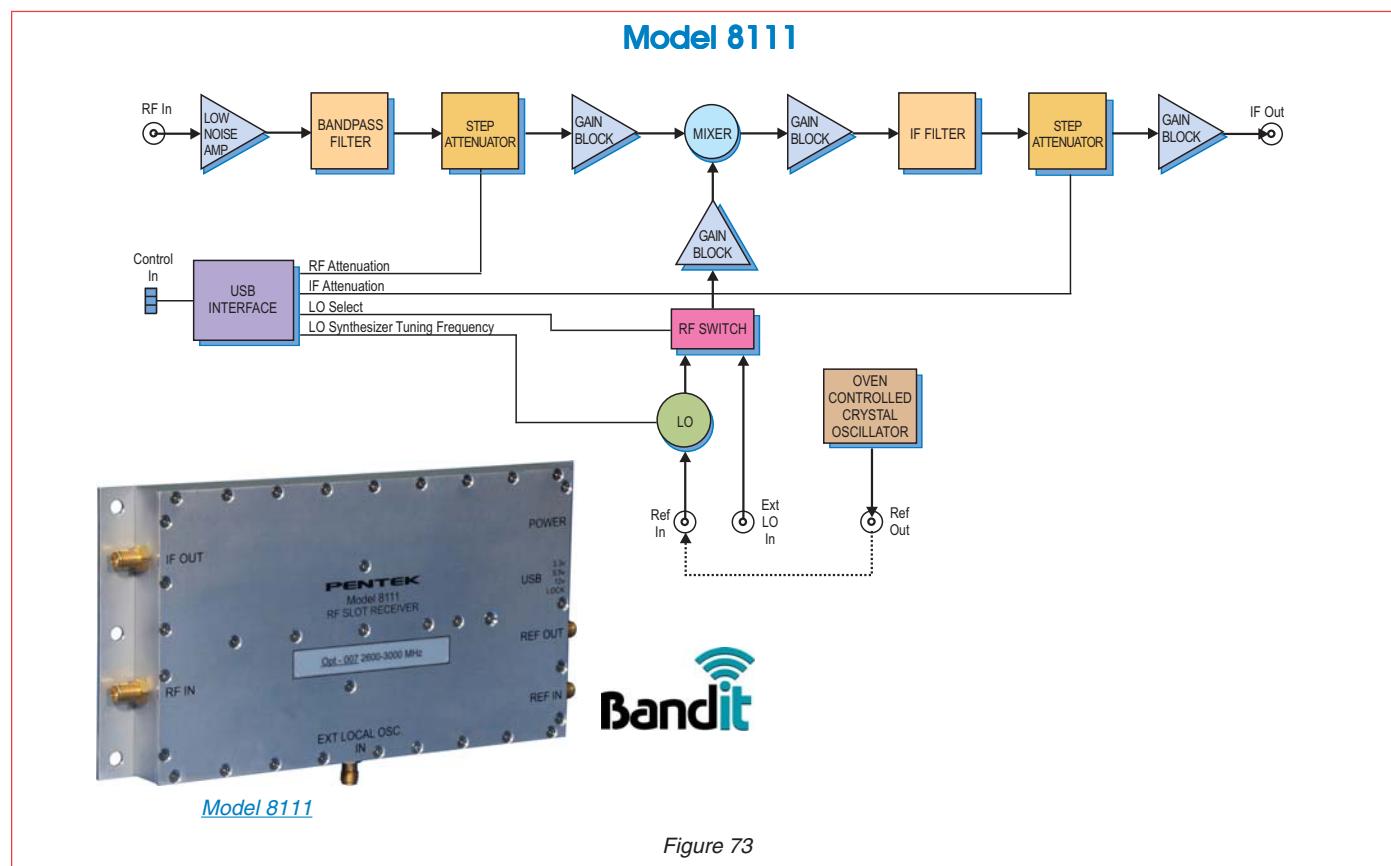 Model 8111
RF In
LOW
NOISE
AMP
BANDPASS
FILTER
STEP
ATTENUATOR
GAIN
BLOCK
MIXER
GAIN
BLOCK
IF FILTER
STEP
ATTENUATOR
GAIN
BLOCK
IF Out
GAIN
BLOCK
Control
In
USB
INTERFACE
RF Attenuation
IF Attenuation
LO Select
LO Synthesizer Tuning Frequency
RF SWITCH
LO
OVEN
CONTROLLED
CRYSTAL
OSCILLATOR
Ref
In
Ext
LO
In
Ref
Out
POWER
IF OUT
USB
LOCK
PENTEK
Model 8111
RF SLOT RECEIVER
REF OUT
Opt - 007 2600-3000 MHz
RF IN
REF IN
EXT LOCAL OSC.
IN
Bandit
Model 8111
Figure 73